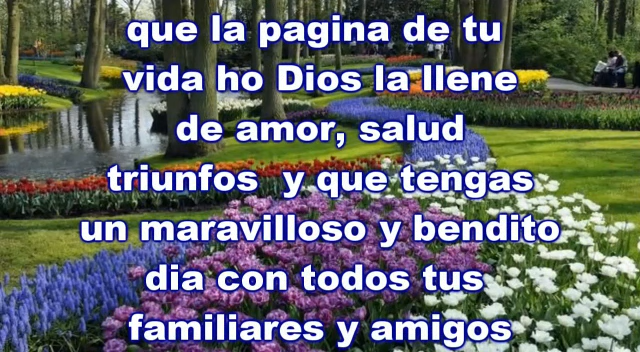 que la pagina de tu
vida ho Dios la llene
de amor, salud
triunfos y que tengas
un maravilloso y bendito
dia con todos tus
familiares y amigos